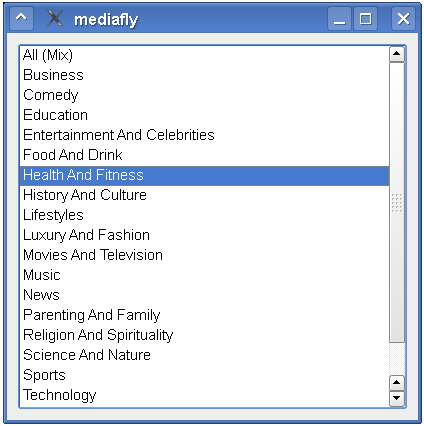 mediafly
All (Mix)
Business
Comedy
Education
Entertainment And Celebrities
Food And Drink
Health And Fitness
History And Culture
Lifestyles
Luxury And Fashion
Movies And Television
Music
News
Parenting And Family
Religion And Spirituality
Science And Nature
Sports
Technology